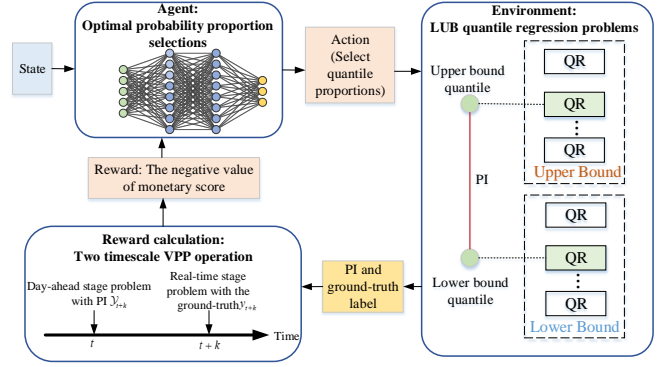 State
Agent:
Optimal probability proportion
selections
Action
(Select
quantile
proportions)
Environment:
LUB quantile regression problems
Upper bound
quantile
PI
Lower bound
quantile
QR
QR
QR
Upper Bound
QR
QR
QR
Lower Bound
Reward: The negative value
of monetary score
PI and
ground-truth
label
Reward calculation:
Two timescale VPP operation
Day-ahead stage problem
with PI 𝒴t+k
Real-time stage
problem with the
ground-truth yt+k
Time
t
t + k